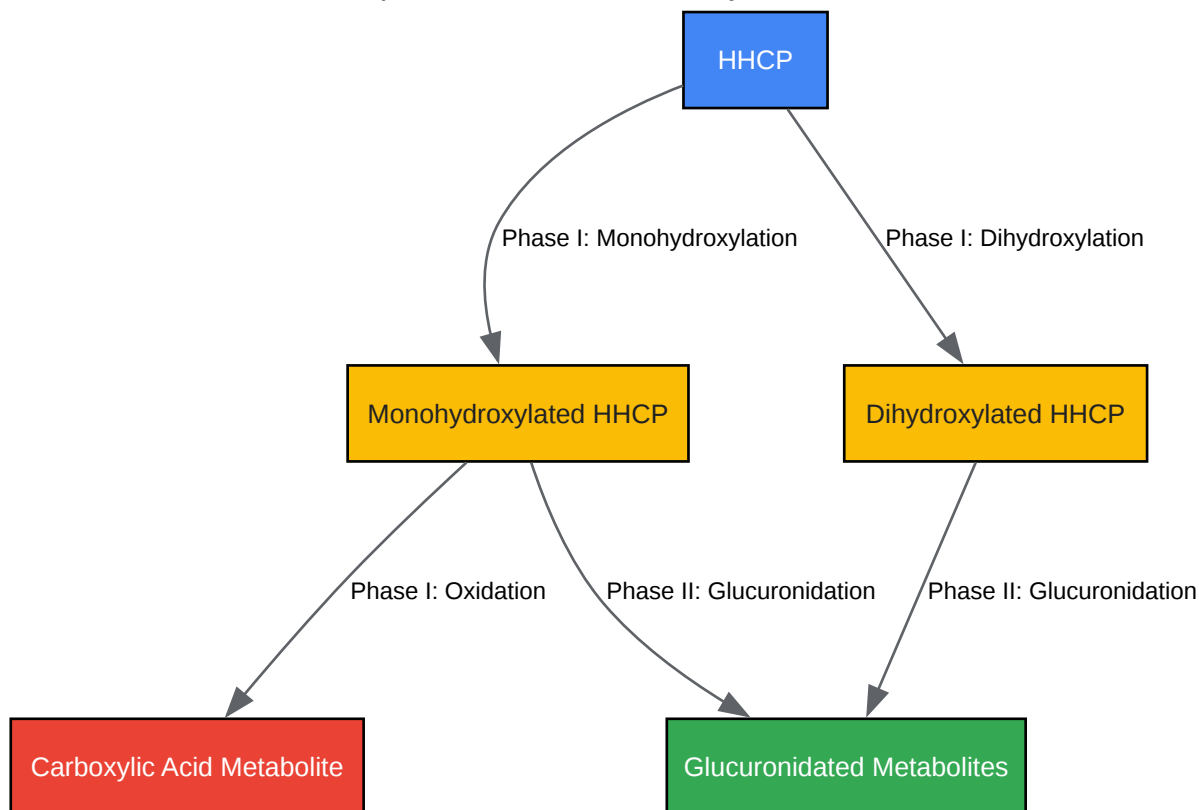 HHCP
Phase I: Monohydroxylation
Phase I: Dihydroxylation
Monohydroxylated HHCP
Dihydroxylated HHCP
Phase I: Oxidation
Phase II: Glucuronidation
Phase II: Glucuronidation
Carboxylic Acid Metabolite
Glucuronidated Metabolites